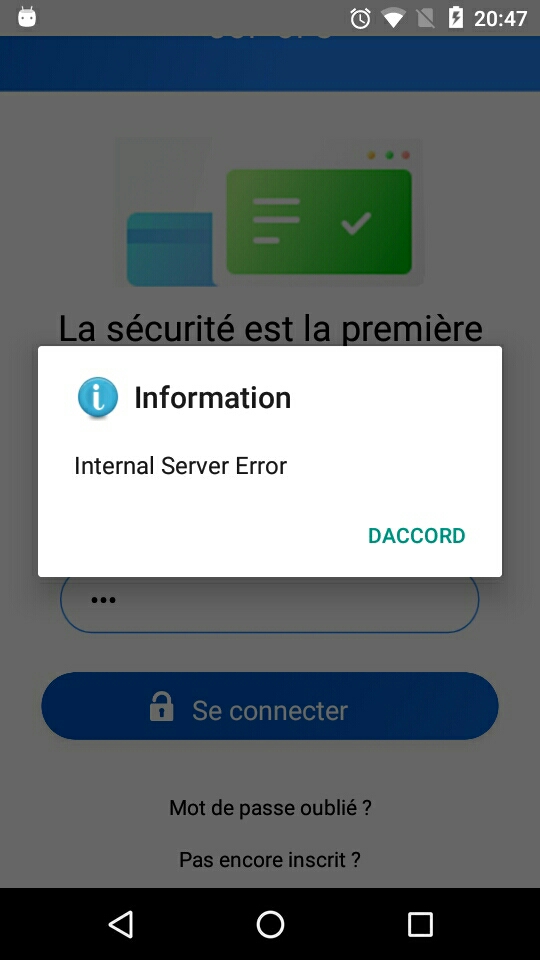 20:47
La sécurité est la première
Information
Internal Server Error
DACCORD
Se connecter
Mot de passe oublié ?
Pas encore inscrit ?